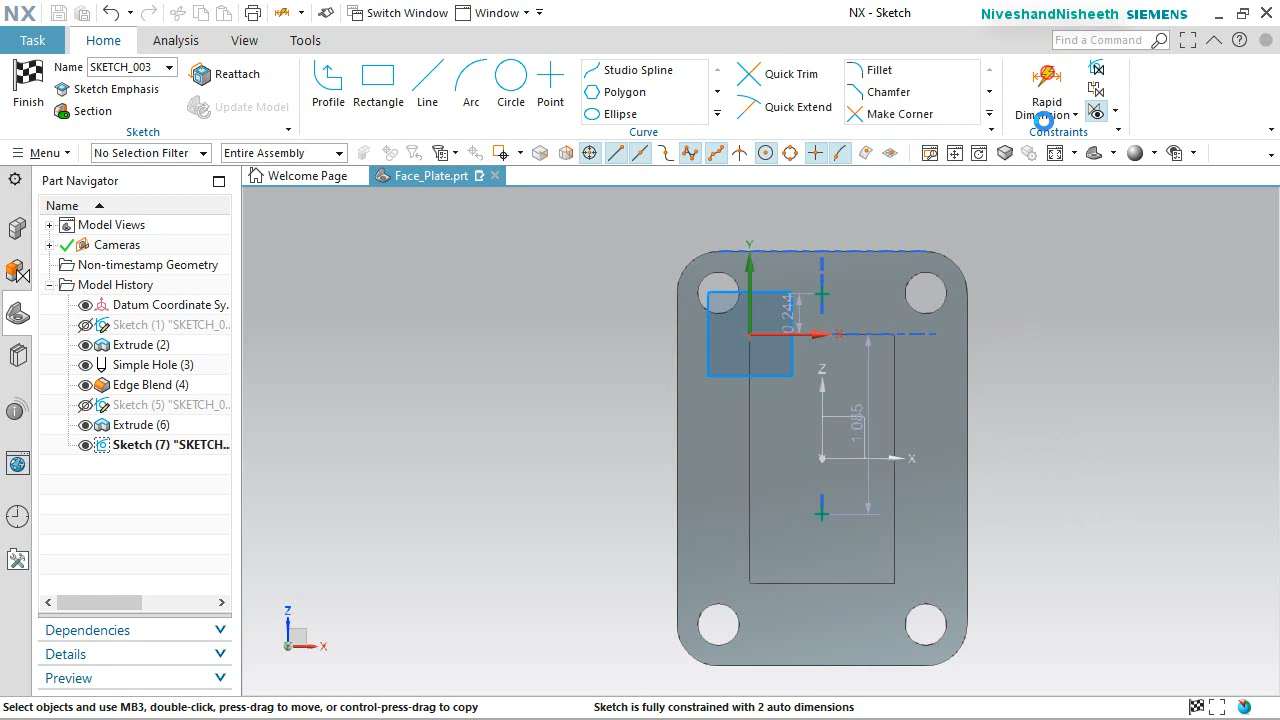 NX
Switch Window
Window
NX - Sketch
NiveshandNisheeth SIEMENS
Task
Home
Analysis
View
Tools
Find a Command
Finish
Name SKETCH_003
Sketch Emphasis
Section
Reattach
Update Model
Sketch
Profile
Rectangle
Line
Arc
Circle
Point
Studio Spline
Polygon
Ellipse
Quick Trim
Quick Extend
Fillet
Chamfer
Make Corner
Curve
Rapid
Dimension
Constraints
Menu
No Selection Filter
Entire Assembly
Part Navigator
Welcome Page
Face_Plate.prt
Name
Model Views
Cameras
Non-timestamp Geometry
Model History
Datum Coordinate Sy...
Sketch (1) "SKETCH_0...
Extrude (2)
Simple Hole (3)
Edge Blend (4)
Sketch (5) "SKETCH_0...
Extrude (6)
Sketch (7) "SKETCH...
Dependencies
Details
Preview
Y
0.244
X
Z
1.085
X
Z
X
Select objects and use MB3, double-click, press-drag to move, or control-press-drag to copy
Sketch is fully constrained with 2 auto dimensions